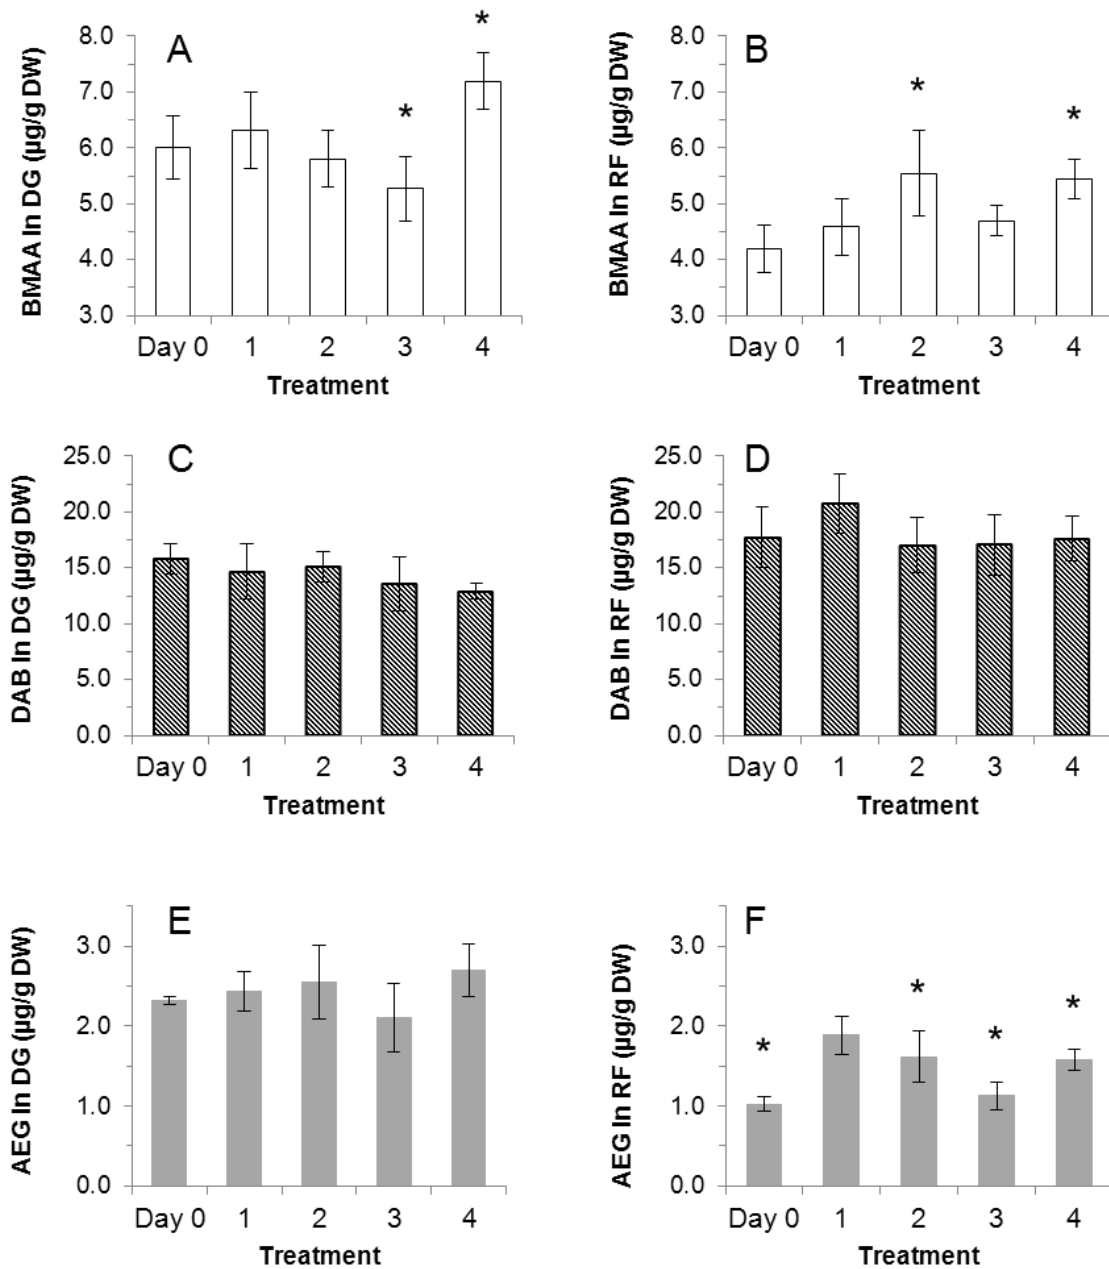 A
BMAA In DG (µg/g DW)
8.0
7.0
6.0
5.0
4.0
3.0
*
*
Day 0 1 2 3 4
Treatment
B
BMAA In RF (µg/g DW)
8.0
7.0
6.0
5.0
4.0
3.0
*
*
Day 0 1 2 3 4
Treatment
C
DAB In DG (µg/g DW)
25.0
20.0
15.0
10.0
5.0
0.0
Day 0 1 2 3 4
Treatment
D
DAB In RF (µg/g DW)
25.0
20.0
15.0
10.0
5.0
0.0
Day 0 1 2 3 4
Treatment
E
AEG In DG (µg/g DW)
3.0
2.0
1.0
0.0
Day 0 1 2 3 4
Treatment
F
AEG In RF (µg/g DW)
3.0
2.0
1.0
0.0
*
*
*
*
Day 0 1 2 3 4
Treatment